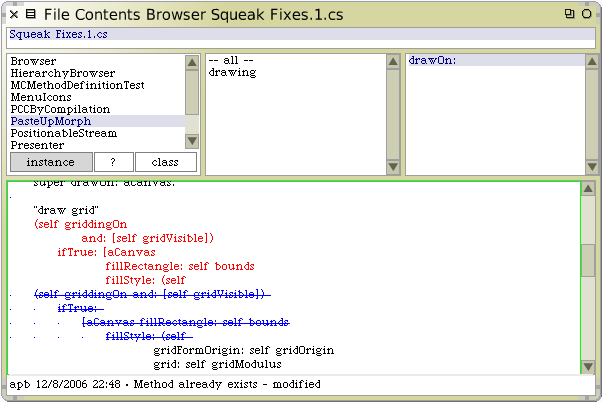 File Contents Browser Squeak Fixes.1.cs
Squeak Fixes.1.cs
Browser
HierarchyBrowser
MCMethodDefinitionTest
MenuIcons
PCCByCompilation
PasteUpMorph
PositionableStream
Presenter
instance ? class
-- all --
drawing
drawOn:
super drawOn: aCanvas.
"draw grid"
(self griddingOn
and: [self gridVisible])
ifTrue: [aCanvas
fillRectangle: self bounds
fillStyle: (self
(self griddingOn and: [self gridVisible])
ifTrue:
[aCanvas fillRectangle: self bounds
fillStyle: (self
gridFormOrigin: self gridOrigin
grid: self gridModulus
apb 12/8/2006 22:48 · Method already exists - modified